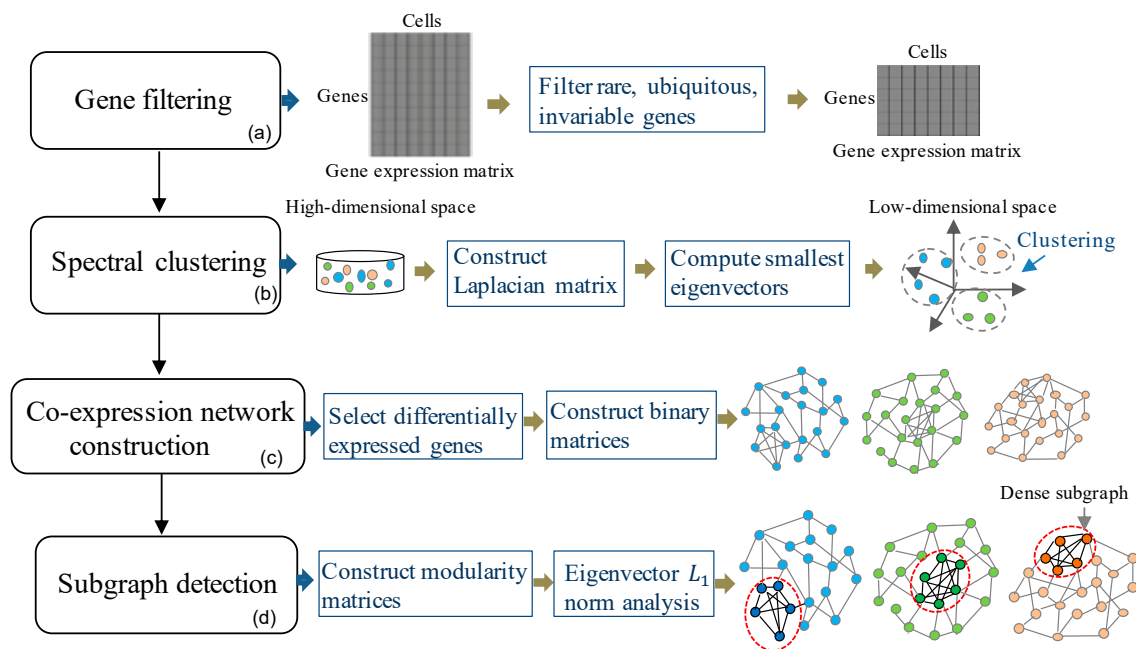 Cells
Gene filtering
(a)
Genes
Gene expression matrix
Filter rare, ubiquitous,
invariable genes
Cells
Genes
Gene expression matrix
Spectral clustering
(b)
High-dimensional space
Construct
Laplacian matrix
Compute smallest
eigenvectors
Low-dimensional space
Clustering
Co-expression network
construction
(c)
Select differentially
expressed genes
Construct binary
matrices
Subgraph detection
(d)
Construct modularity
matrices
Eigenvector L₁
norm analysis
Dense subgraph